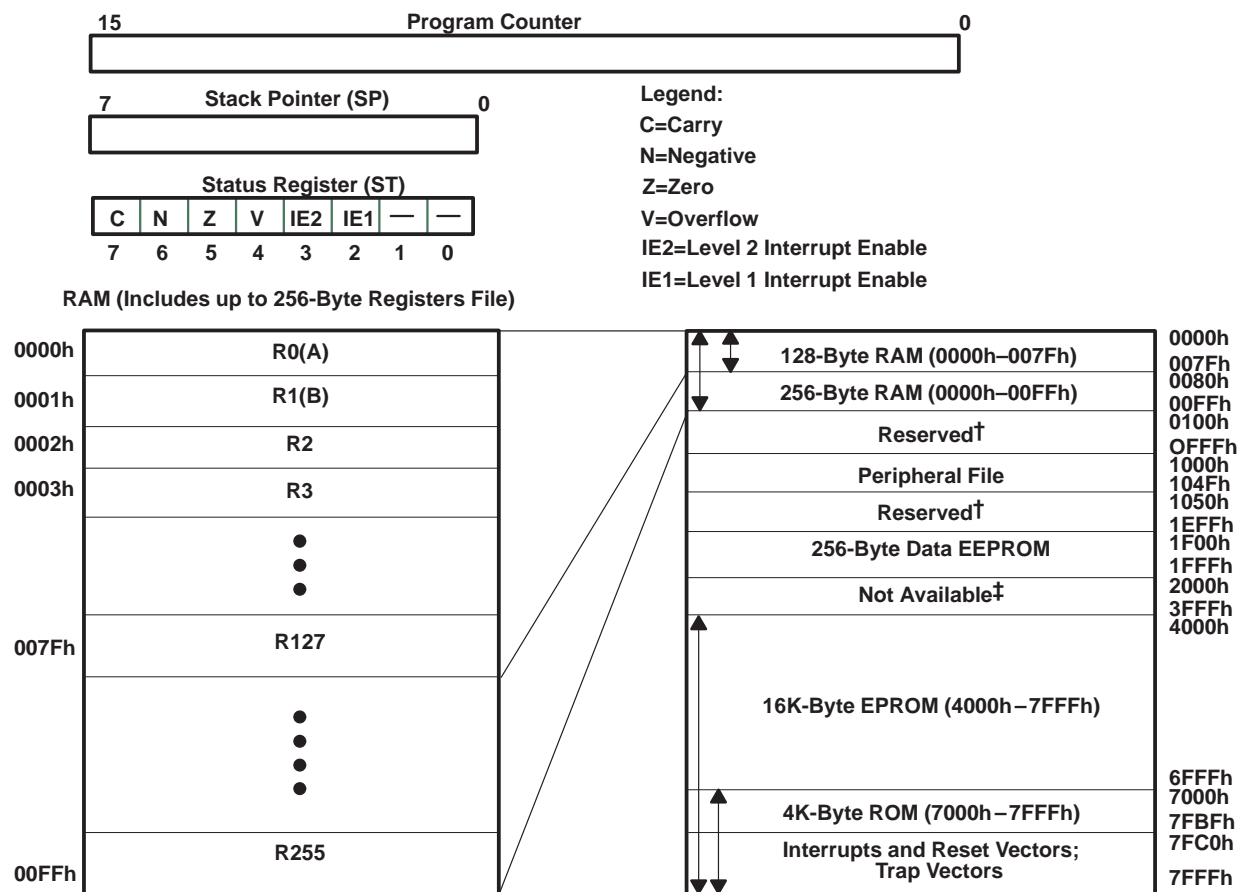 15 Program Counter 0
7 Stack Pointer (SP) 0
Legend:
C=Carry
N=Negative
Z=Zero
V=Overflow
IE2=Level 2 Interrupt Enable
IE1=Level 1 Interrupt Enable
Status Register (ST)
C N Z V IE2 IE1 — —
7 6 5 4 3 2 1 0
RAM (Includes up to 256-Byte Registers File)
0000h R0(A)
0001h R1(B)
0002h R2
0003h R3
007Fh R127
00FFh R255
128-Byte RAM (0000h–007Fh) 0000h
007Fh
256-Byte RAM (0000h–00FFh) 0080h
00FFh
Reserved† 0100h
OFFFh
Peripheral File 1000h
104Fh
Reserved† 1050h
1EFFh
256-Byte Data EEPROM 1F00h
1FFFh
Not Available‡ 2000h
3FFFh
4000h
16K-Byte EPROM (4000h–7FFFh)
6FFFh
4K-Byte ROM (7000h–7FFFh) 7000h
7FBFh
Interrupts and Reset Vectors; 7FC0h
Trap Vectors 7FFFh